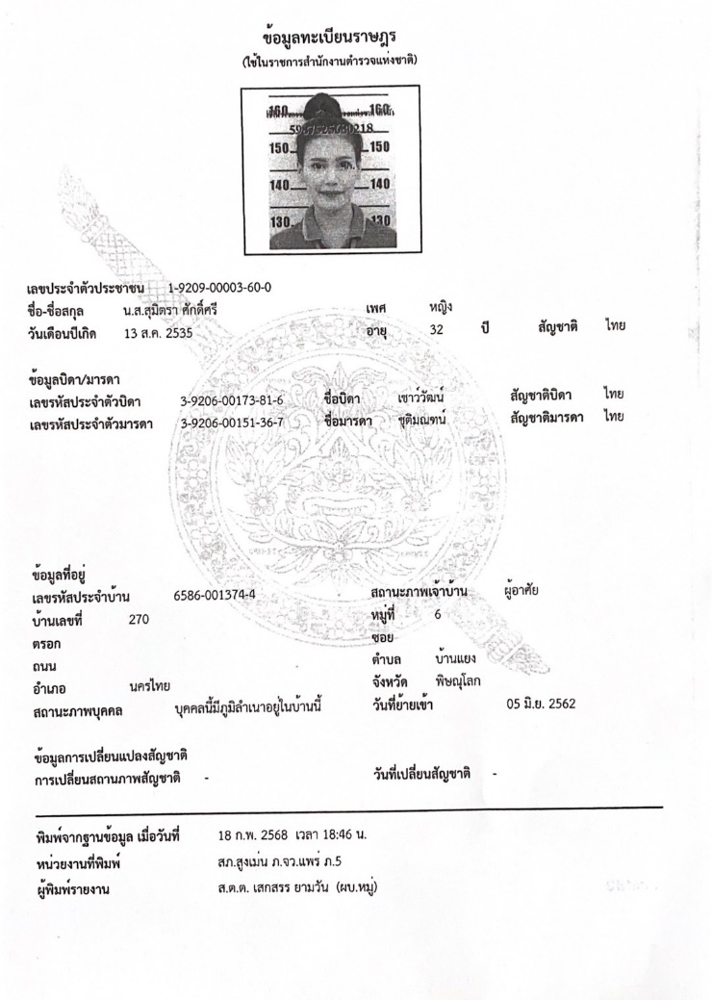 ข้อมูลทะเบียนราษฎร
(ใช้ในราชการสำนักงานตำรวจแห่งชาติ)
160 160
150 150
140 140
130 130
เลขประจำตัวประชาชน 1-9209-00003-60-0
ชื่อ-ชื่อสกุล น.ส.สุมิตรา ศักดิ์ศรี เพศ หญิง
วันเดือนปีเกิด 13 ส.ค. 2535 อายุ 32 ปี สัญชาติ ไทย
ข้อมูลบิดา/มารดา
เลขรหัสประจำตัวบิดา 3-9206-00173-81-6 ชื่อบิดา เชาว์วัฒน์ สัญชาติบิดา ไทย
เลขรหัสประจำตัวมารดา 3-9206-00151-36-7 ชื่อมารดา ชุติมณฑน์ สัญชาติมารดา ไทย
ข้อมูลที่อยู่
เลขรหัสประจำบ้าน 6586-001374-4 สถานะภาพเจ้าบ้าน ผู้อาศัย
บ้านเลขที่ 270 หมู่ที่ 6
ตรอก ซอย
ถนน ตำบล บ้านแยง
อำเภอ นครไทย จังหวัด พิษณุโลก
สถานะภาพบุคคล บุคคลนี้มีภูมิลำเนาอยู่ในบ้านนี้ วันที่ย้ายเข้า 05 มิ.ย. 2562
ข้อมูลการเปลี่ยนแปลงสัญชาติ
การเปลี่ยนสถานภาพสัญชาติ - วันที่เปลี่ยนสัญชาติ -
พิมพ์จากฐานข้อมูล เมื่อวันที่ 18 ก.พ. 2568 เวลา 18:46 น.
หน่วยงานที่พิมพ์ สภ.สูงเม่น ภ.จว.แพร่ ภ.5
ผู้พิมพ์รายงาน ส.ต.ต. เสกสรร ยามวัน (ผบ.หมู่)